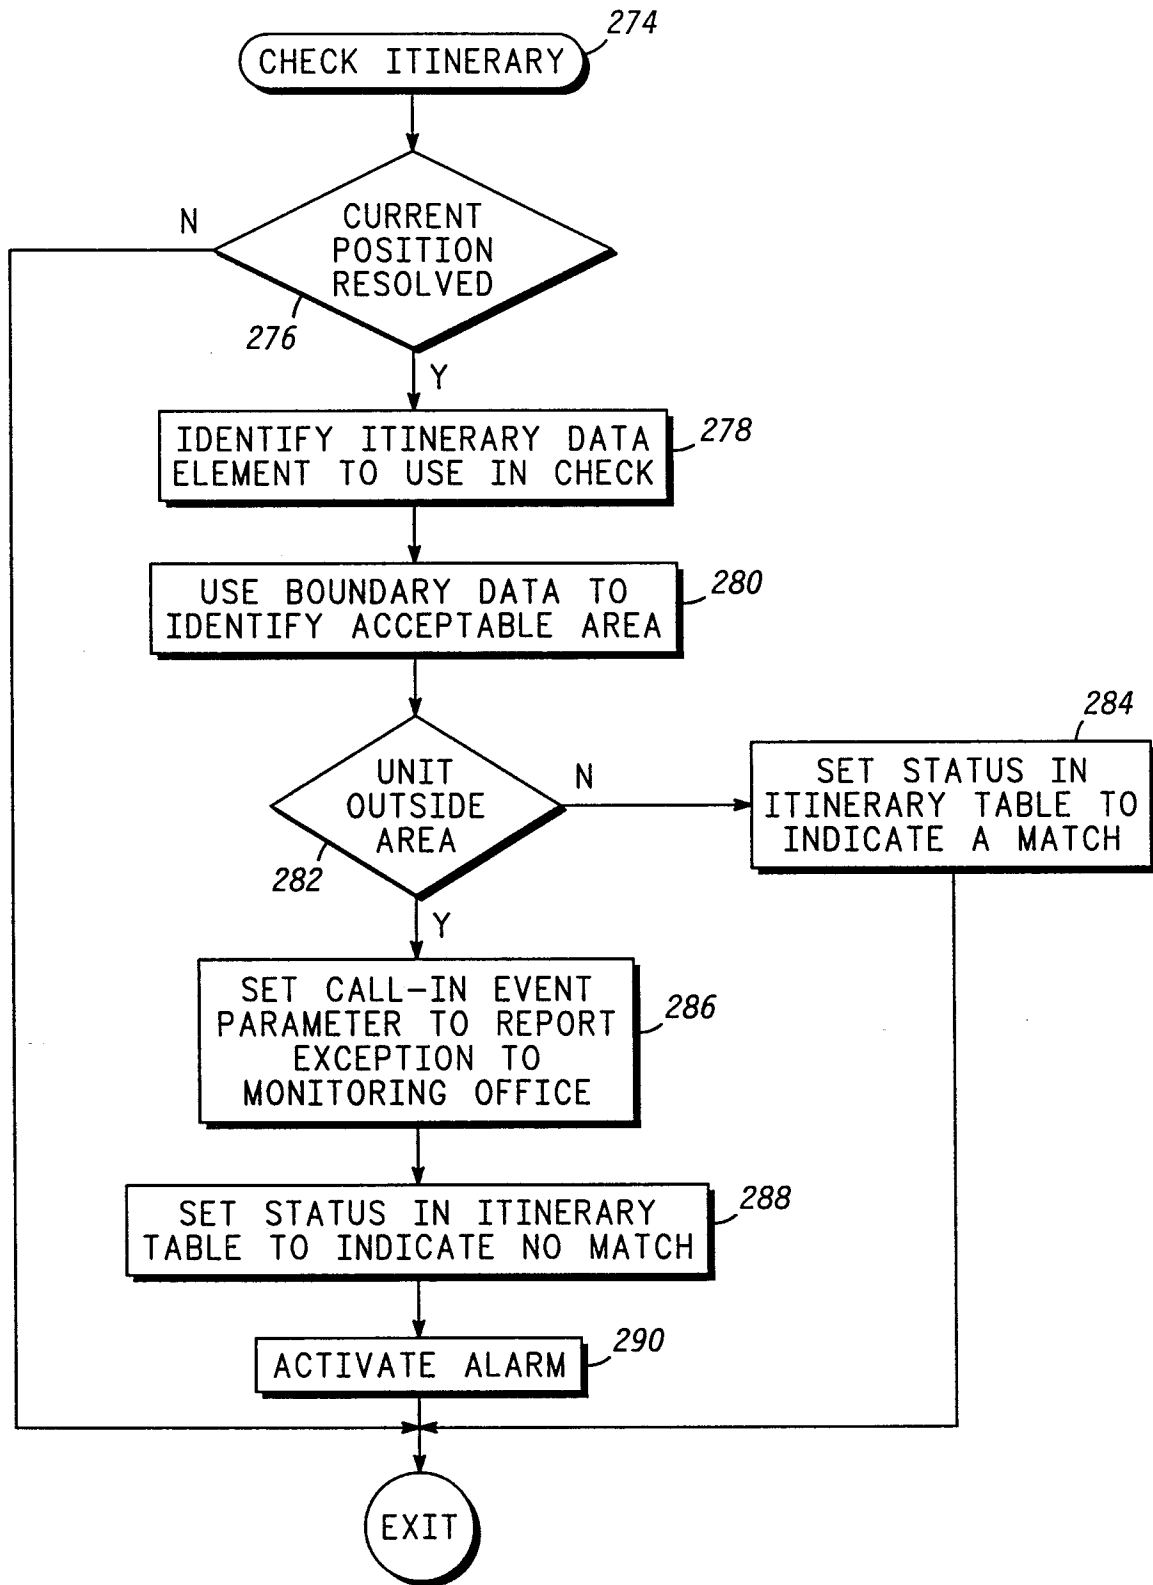 274
CHECK ITINERARY
N
CURRENT
POSITION
RESOLVED
276
Y
IDENTIFY ITINERARY DATA
ELEMENT TO USE IN CHECK
278
USE BOUNDARY DATA TO
IDENTIFY ACCEPTABLE AREA
280
UNIT
OUTSIDE
AREA
282
N
284
SET STATUS IN
ITINERARY TABLE TO
INDICATE A MATCH
Y
SET CALL-IN EVENT
PARAMETER TO REPORT
EXCEPTION TO
MONITORING OFFICE
286
SET STATUS IN ITINERARY
TABLE TO INDICATE NO MATCH
288
ACTIVATE ALARM
290
EXIT